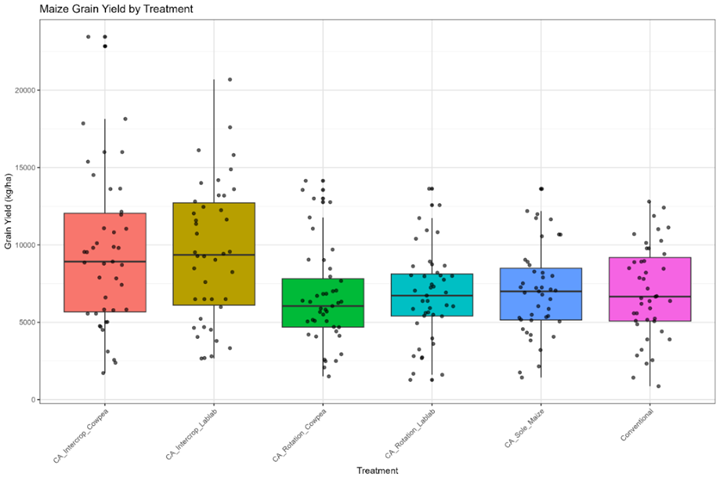 Maize Grain Yield by Treatment
Grain Yield (kg/ha)
20000
15000
10000
5000
0
CA_Intercrop_Cowpea
CA_Intercrop_Lablab
CA_Rotation_Cowpea
CA_Rotation_Lablab
CA_Sole_Maize
Conventional
Treatment